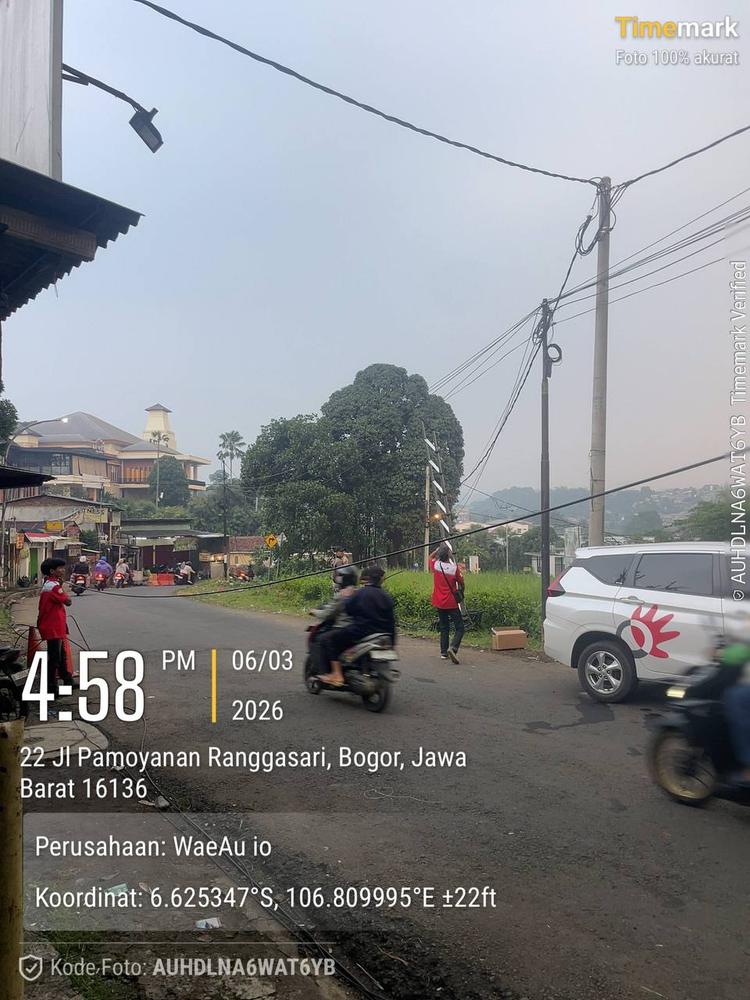 Timemark
Foto 100% akurat
AUHDLNA6WAT6YB Timemark Verified
4:58 PM 06/03
2026
22 Jl Pamoyanan Ranggasari, Bogor, Jawa
Barat 16136
Perusahaan: WaeAu io
Koordinat: 6.625347°S, 106.809995°E ±22ft
Kode Foto: AUHDLNA6WAT6YB